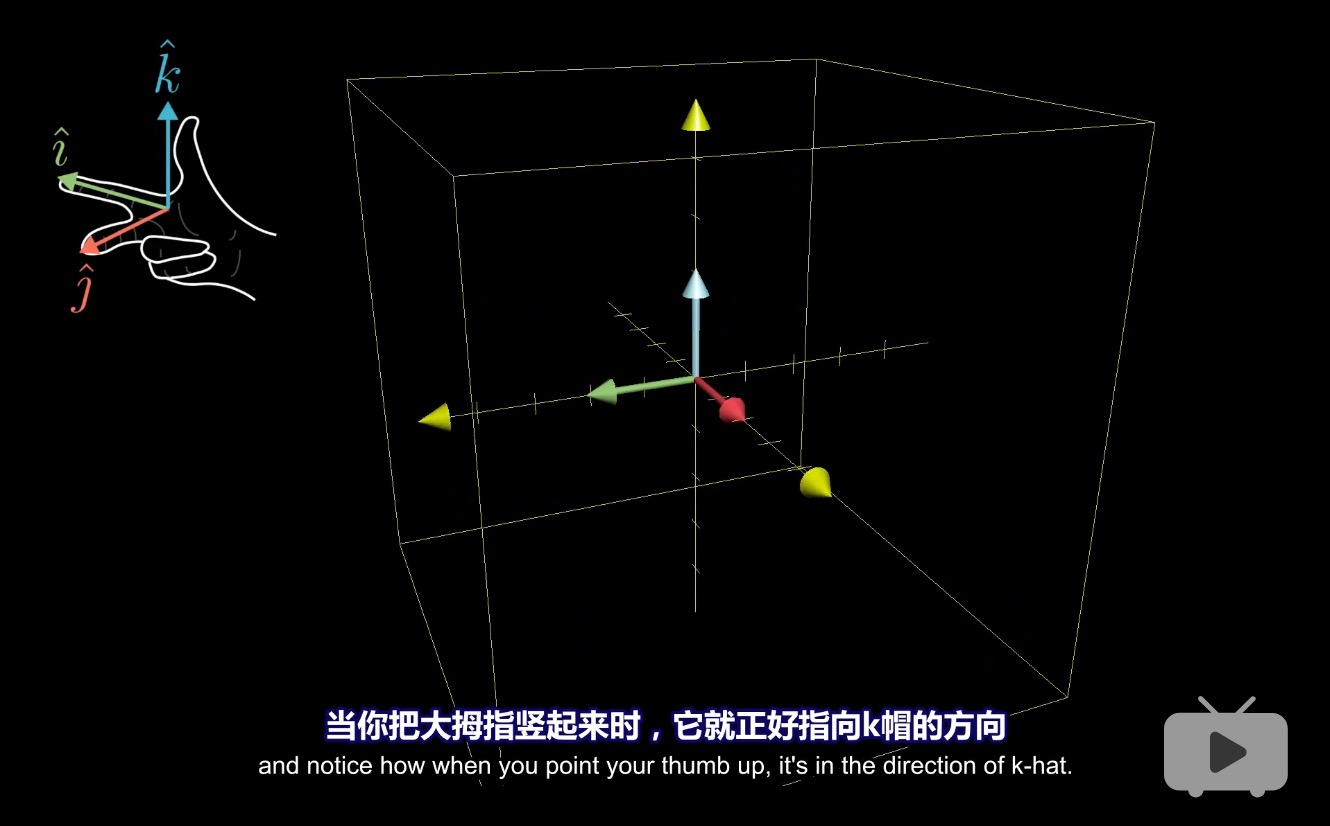 k̂
î
ĵ
当你把大拇指竖起来时，它就正好指向k帽的方向
and notice how when you point your thumb up, it's in the direction of k-hat.